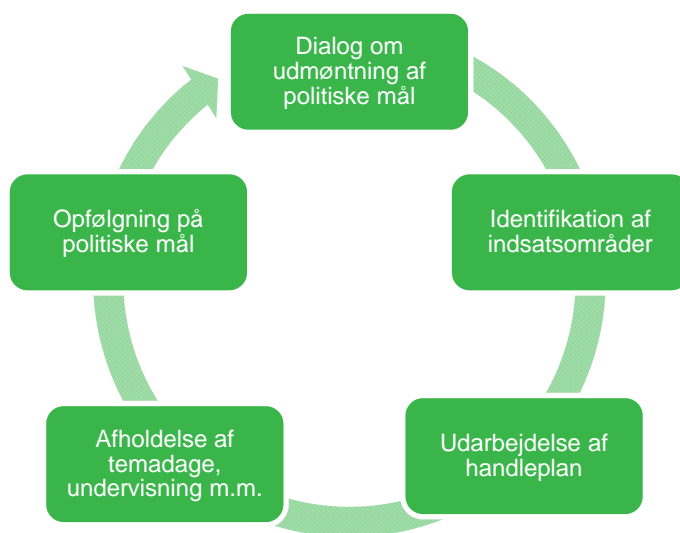 Dialog om
udmøntning af
politiske mål
Identifikation af
indsatsområder
Udarbejdelse af
handleplan
Afholdelse af
temadage,
undervisning m.m.
Opfølgning på
politiske mål